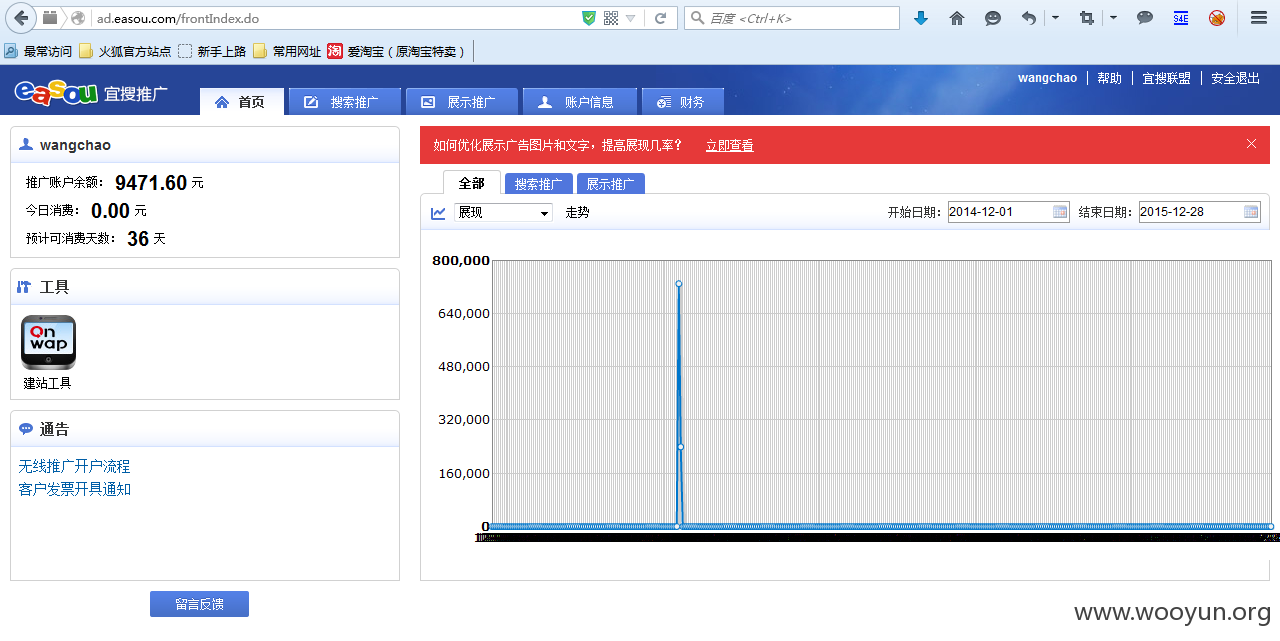 ad.easou.com/frontIndex.do
百度 <Ctrl+K>
S4E
最常访问 火狐官方站点 新手上路 常用网址 淘 爱淘宝（原淘宝特卖）
easou 宜搜推广
wangchao 帮助 宜搜联盟 安全退出
首页 搜索推广 展示推广 账户信息 财务
wangchao
推广账户余额： 9471.60 元
今日消费： 0.00 元
预计可消费天数： 36 天
工具
Qn wap
建站工具
通告
无线推广开户流程
客户发票开具通知
留言反馈
如何优化展示广告图片和文字，提高展现几率？ 立即查看
全部 搜索推广 展示推广
展现 走势 开始日期： 2014-12-01 结束日期： 2015-12-28
800,000
640,000
480,000
320,000
160,000
0
www.wooyun.org